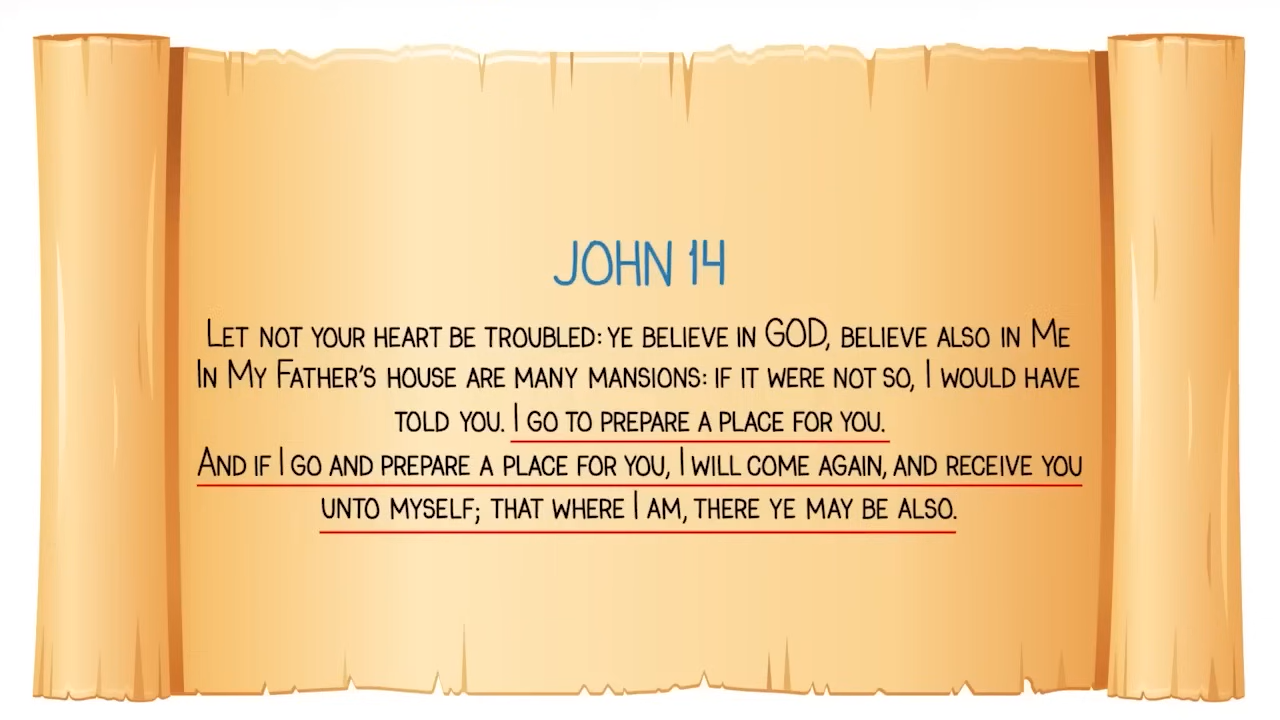 JOHN 14
LET NOT YOUR HEART BE TROUBLED: YE BELIEVE IN GOD, BELIEVE ALSO IN ME
IN MY FATHER'S HOUSE ARE MANY MANSIONS: IF IT WERE NOT SO, I WOULD HAVE
TOLD YOU. I GO TO PREPARE A PLACE FOR YOU.
AND IF I GO AND PREPARE A PLACE FOR YOU, I WILL COME AGAIN, AND RECEIVE YOU
UNTO MYSELF; THAT WHERE I AM, THERE YE MAY BE ALSO.